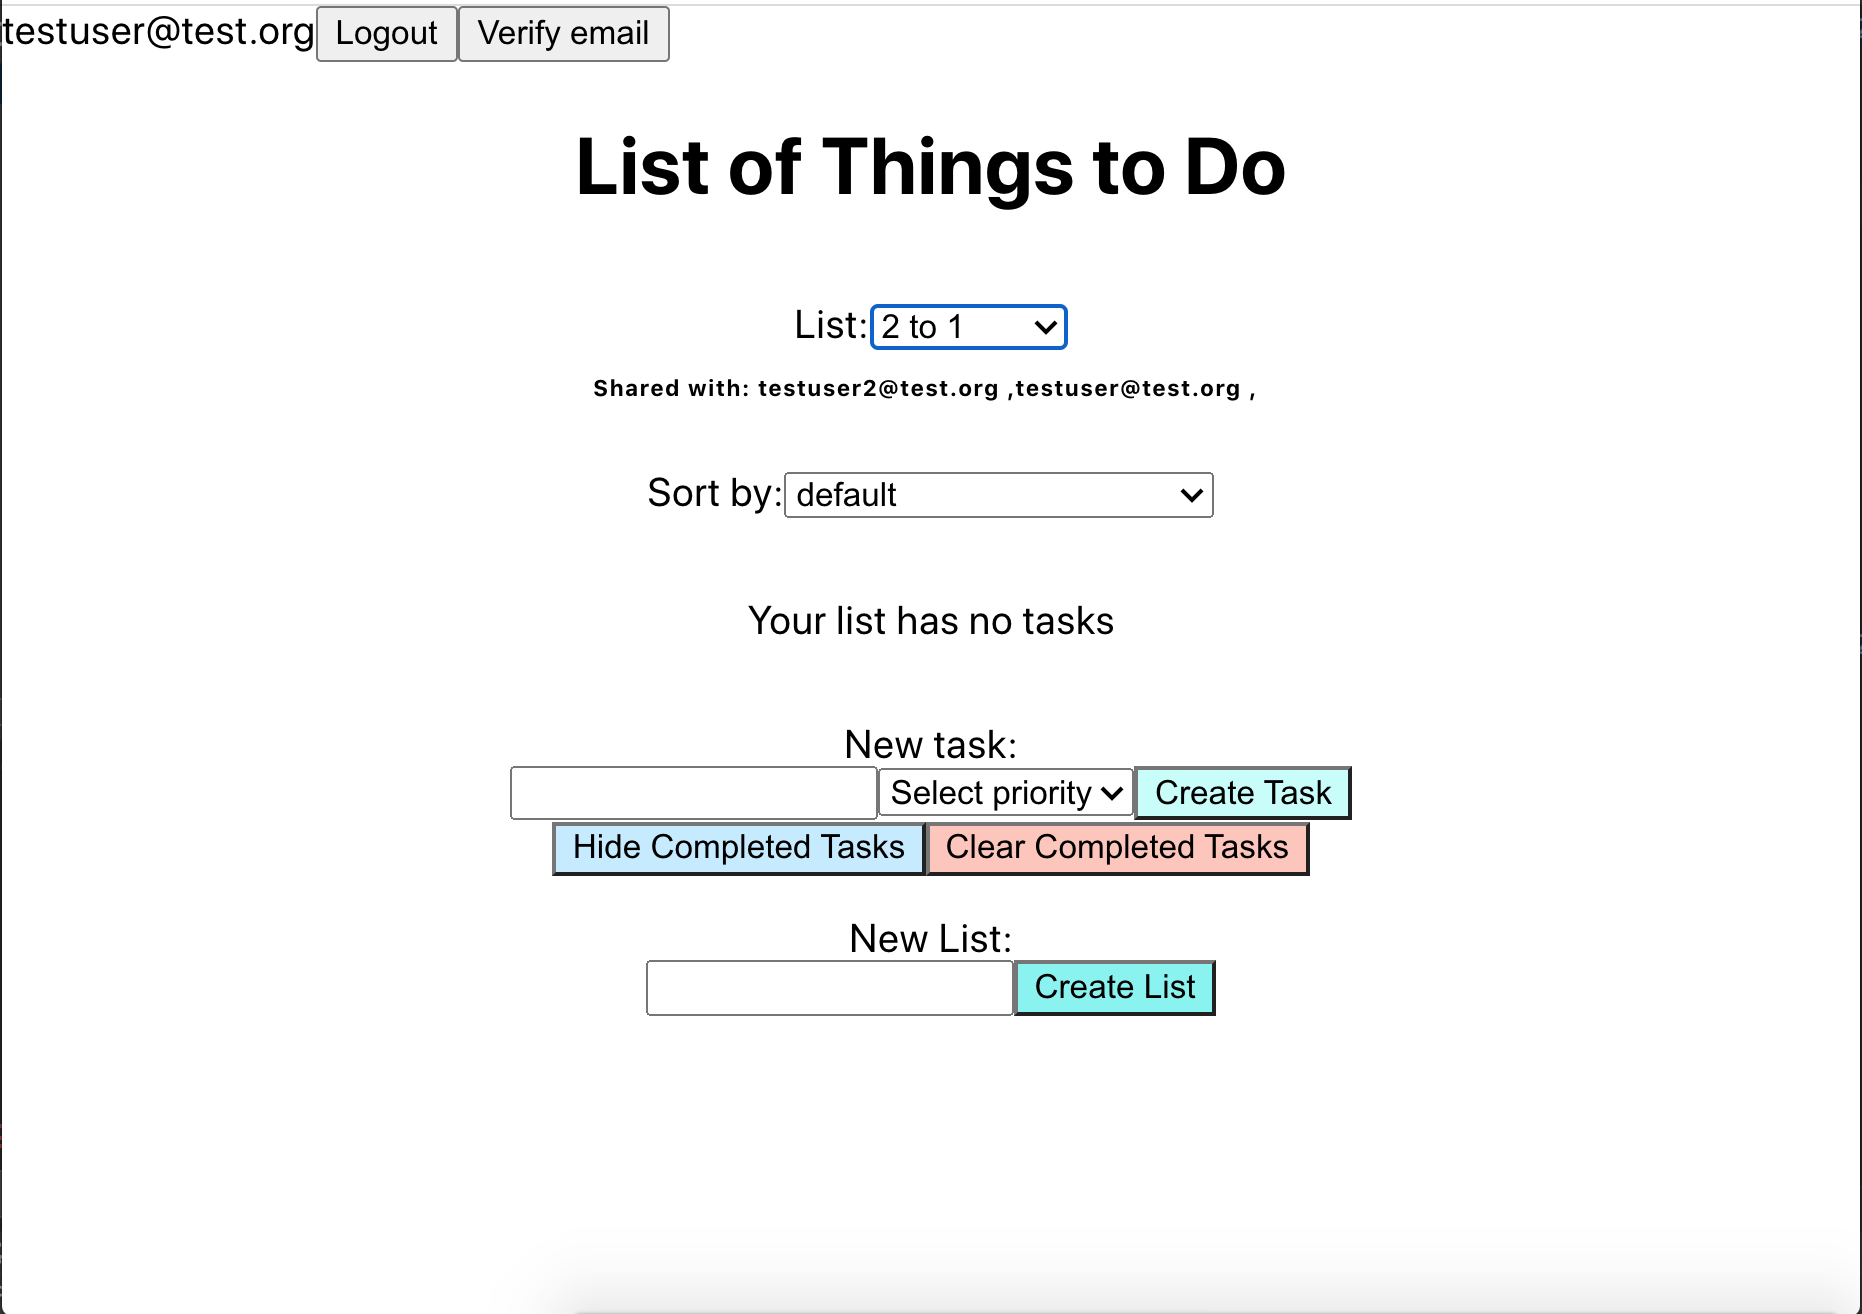 testuser@test.org Logout Verify email
List of Things to Do
List: 2 to 1
Shared with: testuser2@test.org ,testuser@test.org ,
Sort by: default
Your list has no tasks
New task:
Select priority Create Task
Hide Completed Tasks Clear Completed Tasks
New List:
Create List